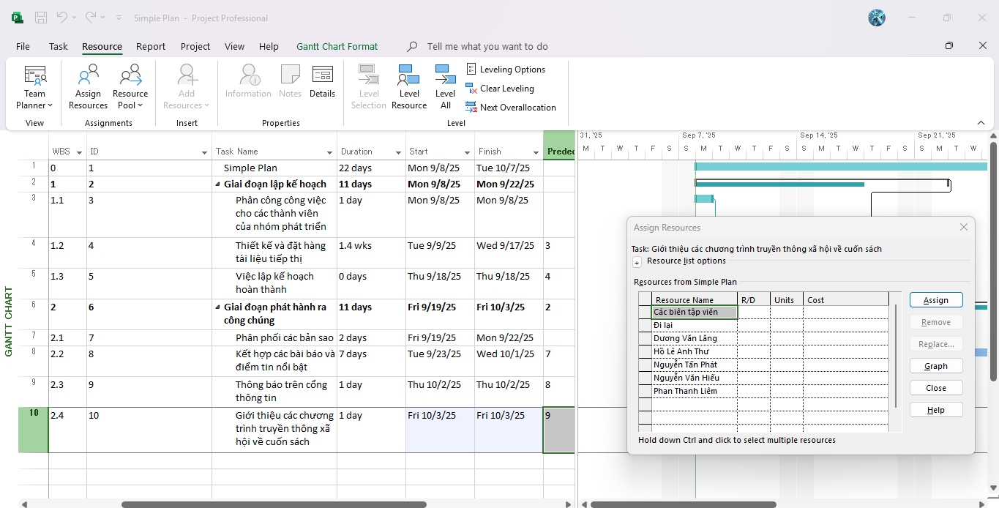 Simple Plan - Project Professional
File Task Resource Report Project View Help Gantt Chart Format Tell me what you want to do
Team Planner
View
Assign Resources
Resource Pool
Assignments
Add Resources
Insert
Information
Notes
Details
Properties
Level Selection
Level Resource
Level All
Leveling Options
Clear Leveling
Next Overallocation
Level
31, '25 Sep 7, '25 Sep 14, '25 Sep 21, '25
M T W T F S S M T W T F S S M T W T F S S M T W
WBS ID Task Name Duration Start Finish Predec
1 0 1 Simple Plan 22 days Mon 9/8/25 Tue 10/7/25
2 1 2 Giai đoạn lập kế hoạch 11 days Mon 9/8/25 Mon 9/22/25
3 1.1 3 Phân công công việc 1 day Mon 9/8/25 Mon 9/8/25
cho các thành viên
của nhóm phát triển
4 1.2 4 Thiết kế và đặt hàng 1.4 wks Tue 9/9/25 Wed 9/17/25 3
tài liệu tiếp thị
5 1.3 5 Việc lập kế hoạch 0 days Thu 9/18/25 Thu 9/18/25 4
hoàn thành
6 2 6 Giai đoạn phát hành ra 11 days Fri 9/19/25 Fri 10/3/25 2
công chúng
7 2.1 7 Phân phối các bản sao 2 days Fri 9/19/25 Mon 9/22/25
8 2.2 8 Kết hợp các bài báo và 7 days Tue 9/23/25 Wed 10/1/25 7
điểm tin nổi bật
9 2.3 9 Thông báo trên cổng 1 day Thu 10/2/25 Thu 10/2/25 8
thông tin
10 2.4 10 Giới thiệu các chương 1 day Fri 10/3/25 Fri 10/3/25 9
trình truyền thông xã
hội về cuốn sách
GANTT CHART
Assign Resources
Task: Giới thiệu các chương trình truyền thông xã hội về cuốn sách
+ Resource list options
Resources from Simple Plan
Resource Name R/D Units Cost
Các biên tập viên
Đi lại
Dương Văn Lăng
Hồ Lê Anh Thư
Nguyễn Tấn Phát
Nguyễn Văn Hiếu
Phan Thanh Liêm
Assign
Remove
Replace...
Graph
Close
Help
Hold down Ctrl and click to select multiple resources